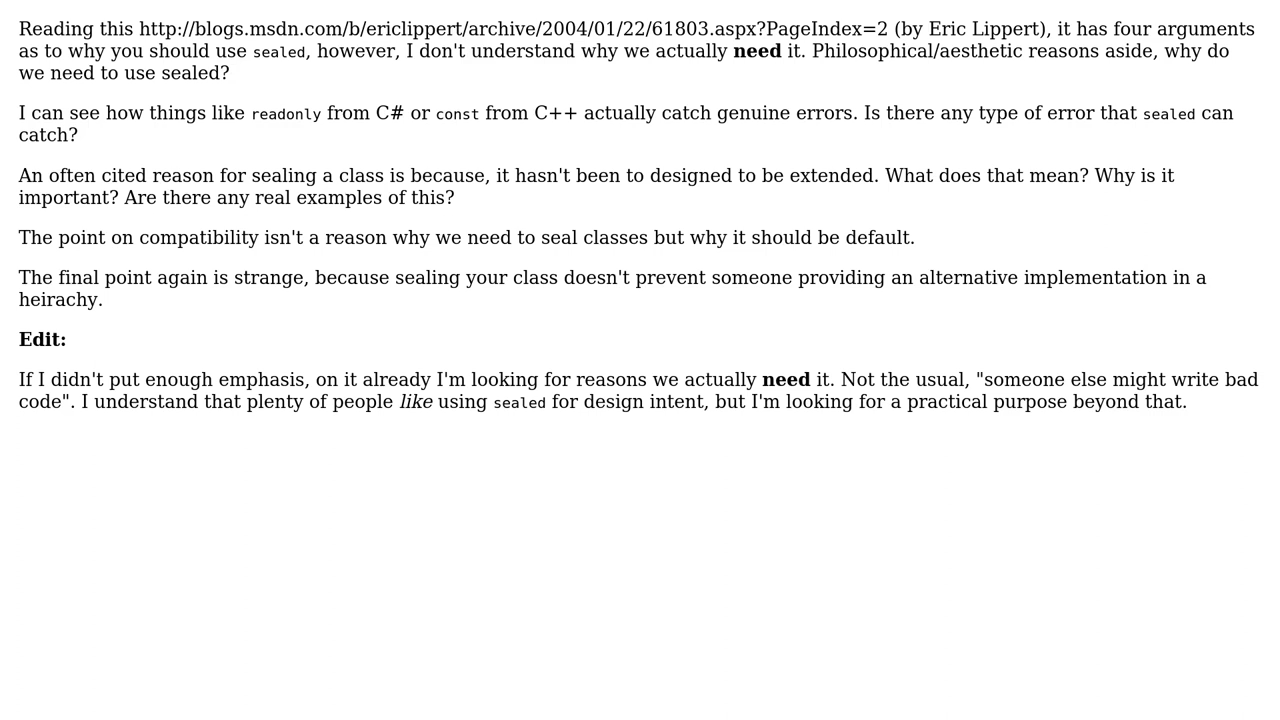 Reading this http://blogs.msdn.com/b/ericlippert/archive/2004/01/22/61803.aspx?PageIndex=2 (by Eric Lippert), it has four arguments
as to why you should use sealed, however, I don't understand why we actually need it. Philosophical/aesthetic reasons aside, why do
we need to use sealed?
I can see how things like readonly from C# or const from C++ actually catch genuine errors. Is there any type of error that sealed can
catch?
An often cited reason for sealing a class is because, it hasn't been to designed to be extended. What does that mean? Why is it
important? Are there any real examples of this?
The point on compatibility isn't a reason why we need to seal classes but why it should be default.
The final point again is strange, because sealing your class doesn't prevent someone providing an alternative implementation in a
heirachy.
Edit:
If I didn't put enough emphasis, on it already I'm looking for reasons we actually need it. Not the usual, "someone else might write bad
code". I understand that plenty of people like using sealed for design intent, but I'm looking for a practical purpose beyond that.